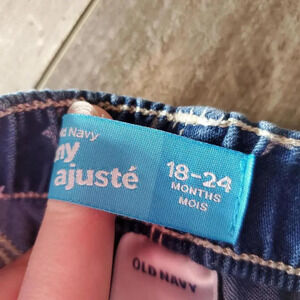 Navy
ajusté
18-24
MONTHS
MOIS
OLD NAVY